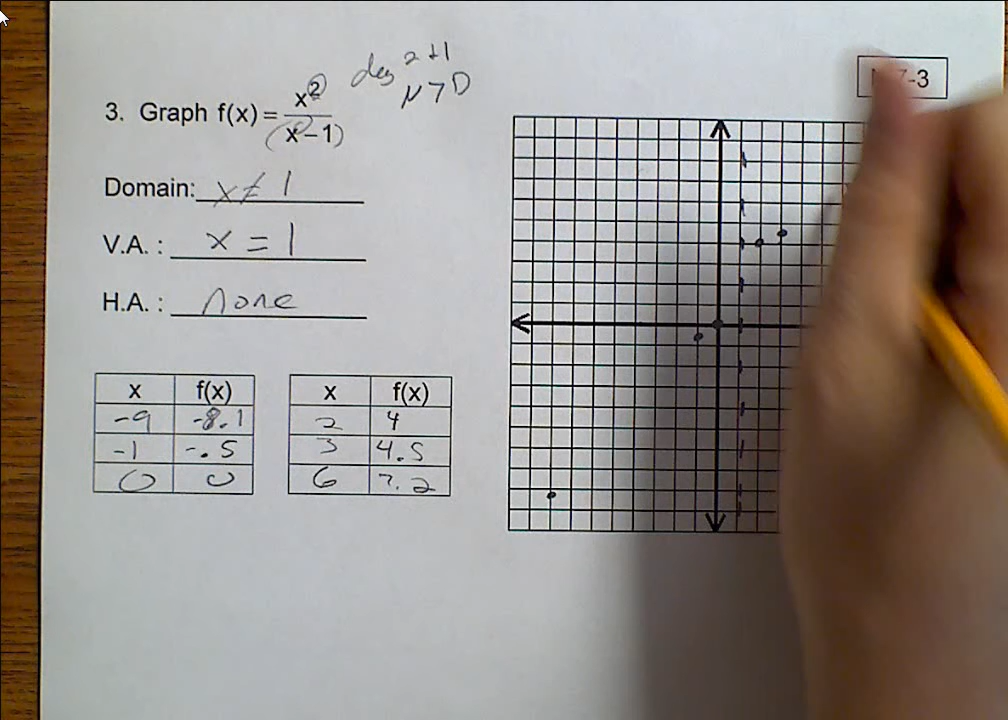 deg 2 + 1
N > D
-3
3. Graph f(x) = x² / (x - 1)
Domain: x ≠ 1
V.A. : x = 1
H.A. : none
x f(x)
-9 -8.1
-1 -.5
0 0
x f(x)
2 4
3 4.5
6 7.2